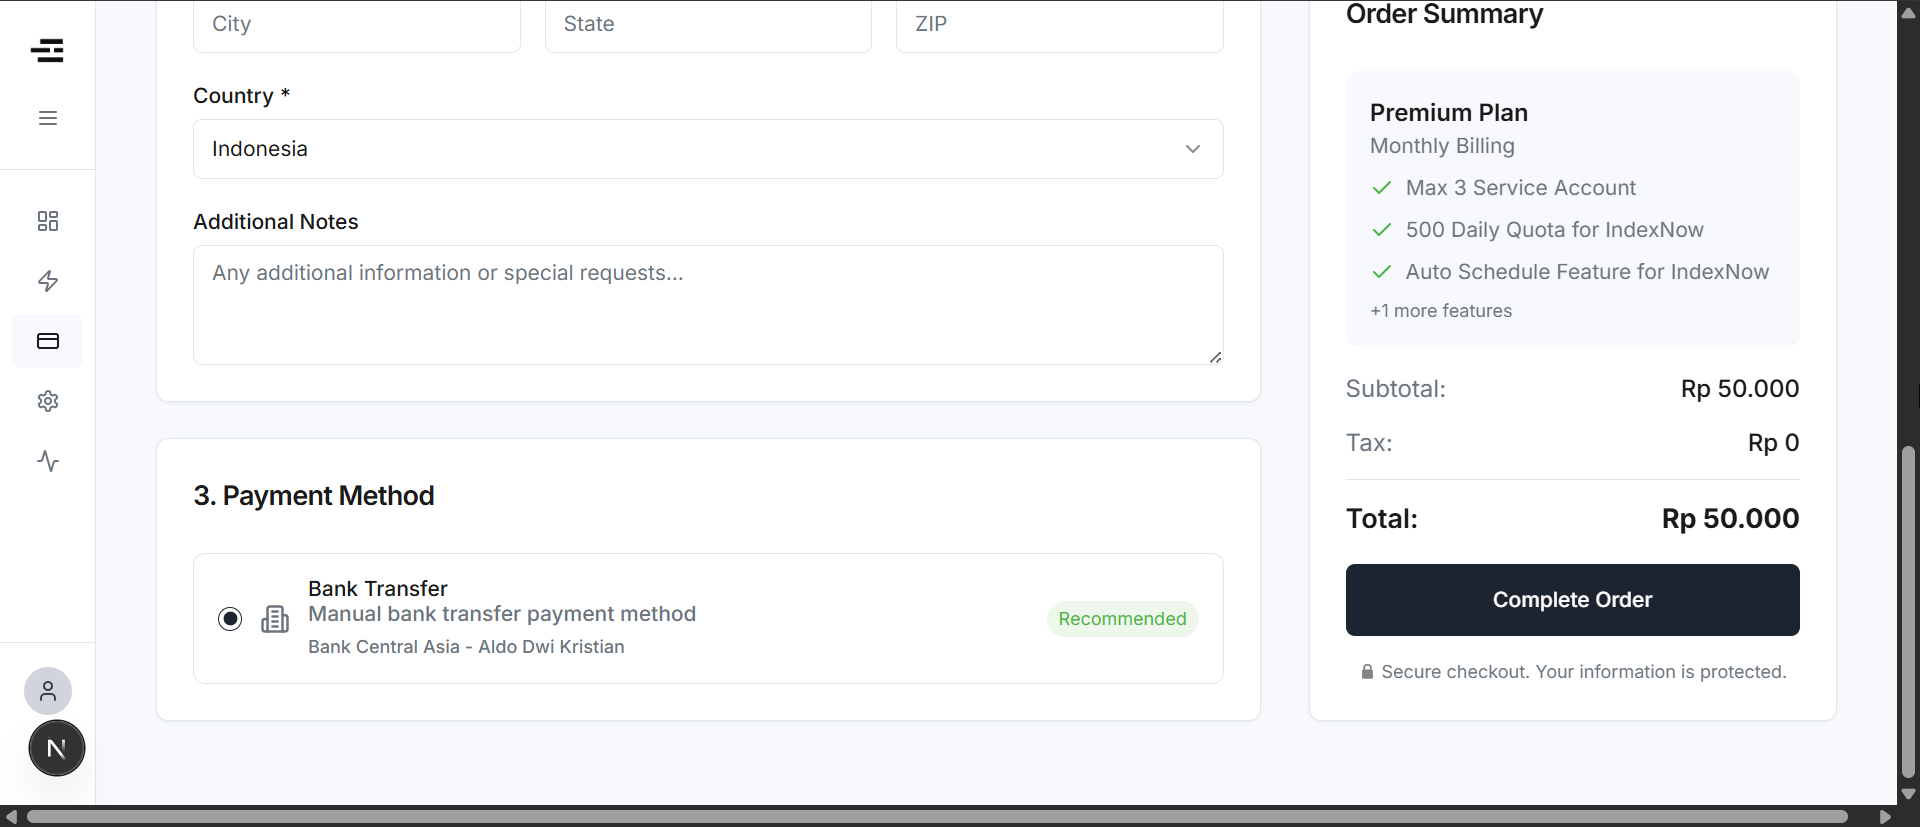 City
State
ZIP
Country *
Indonesia
Additional Notes
Any additional information or special requests...
3. Payment Method
Bank Transfer
Manual bank transfer payment method
Bank Central Asia - Aldo Dwi Kristian
Recommended
Order Summary
Premium Plan
Monthly Billing
Max 3 Service Account
500 Daily Quota for IndexNow
Auto Schedule Feature for IndexNow
+1 more features
Subtotal: Rp 50.000
Tax: Rp 0
Total: Rp 50.000
Complete Order
Secure checkout. Your information is protected.
N